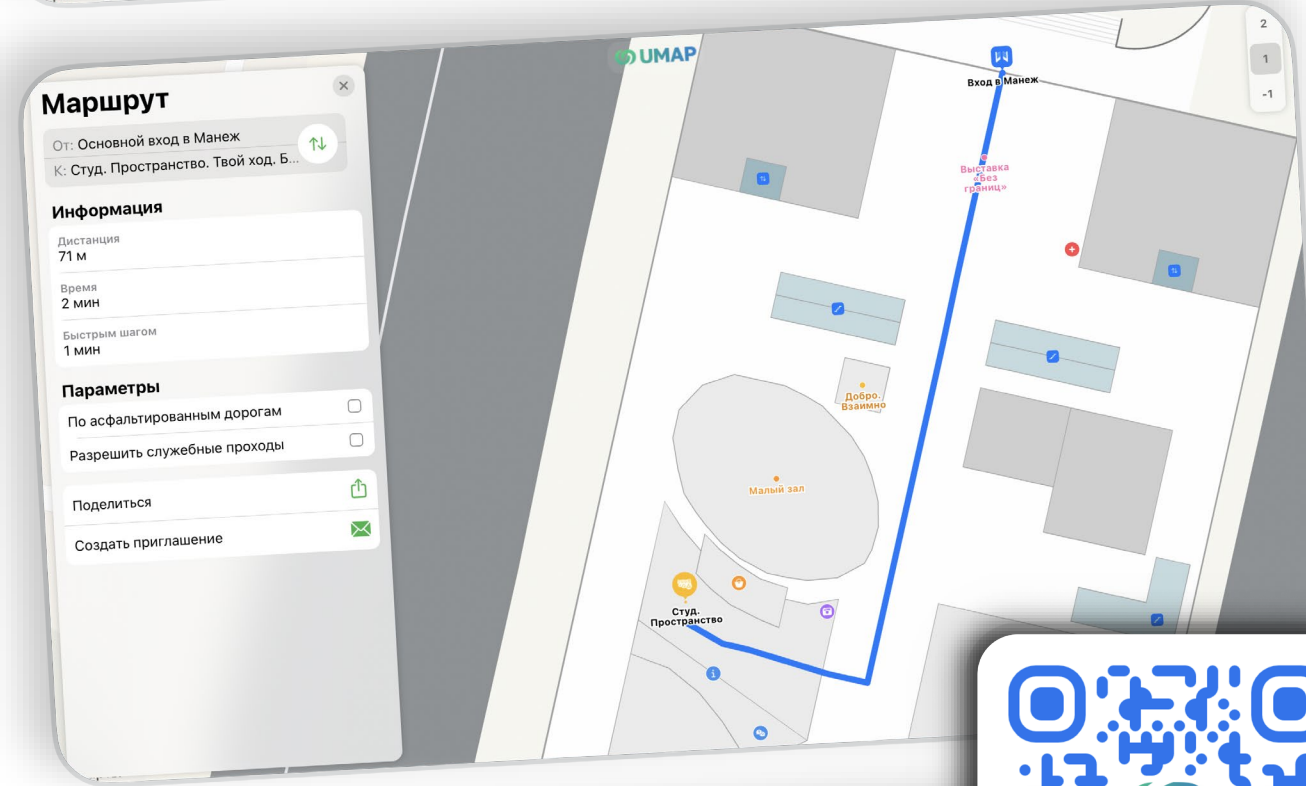 Маршрут
От: Основной вход в Манеж
К: Студ. Пространство. Твой ход. Б...
Информация
Дистанция
71 м
Время
2 мин
Быстрым шагом
1 мин
Параметры
По асфальтированным дорогам
Разрешить служебные проходы
Поделиться
Создать приглашение
UMAP
Вход в Манеж
Выставка
«Без
границ»
Добро.
Взаимно
Малый зал
Студ.
Пространство
2
1
-1